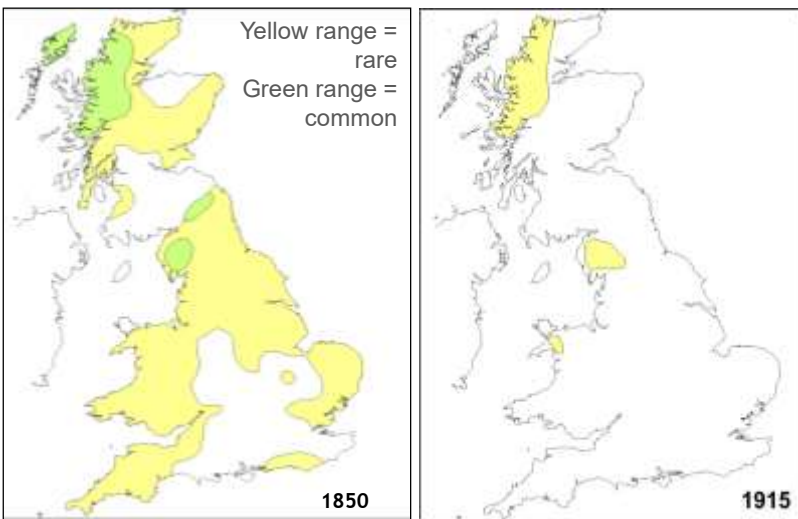 Yellow range =
rare
Green range =
common
1850
1915